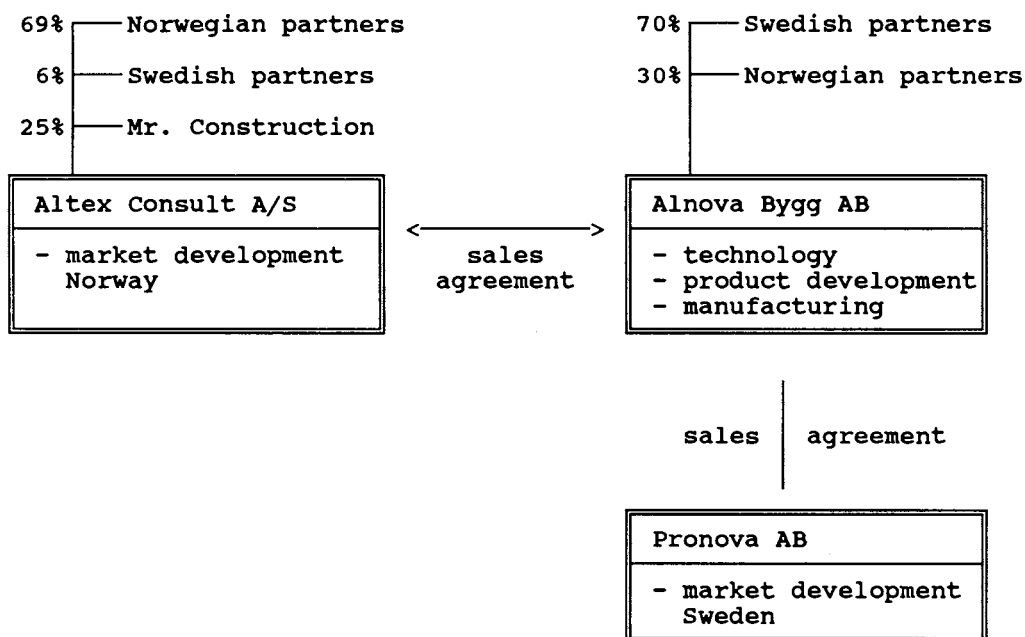 69% Norwegian partners
6% Swedish partners
25% Mr. Construction
Altex Consult A/S
- market development
Norway
<- - ->
sales
agreement
70% Swedish partners
30% Norwegian partners
Alnova Bygg AB
- technology
- product development
- manufacturing
sales agreement
Pronova AB
- market development
Sweden